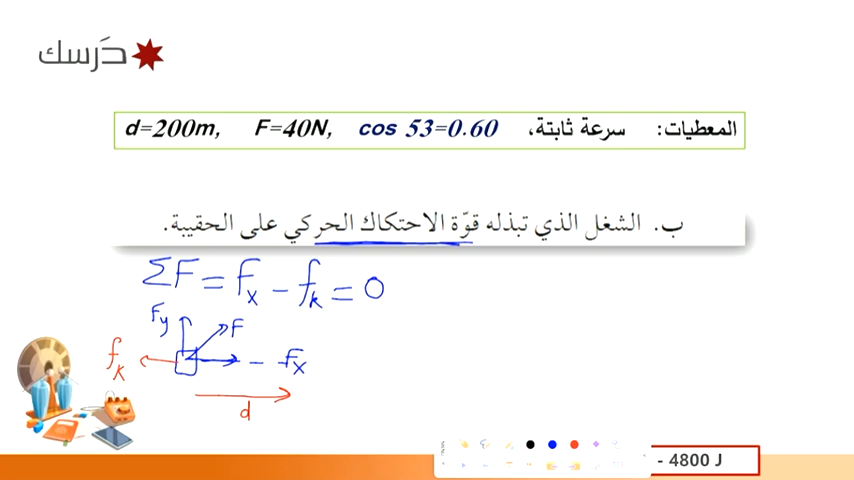 حَرسك
المعطيات: سرعة ثابتة، cos 53=0.60 F=40N, d=200m,
ب. الشغل الذي تبذله قوّة الاحتكاك الحركي على الحقيبة.
ΣF = Fx - fk = 0
Fy F
fk - Fx
d
- 4800 J